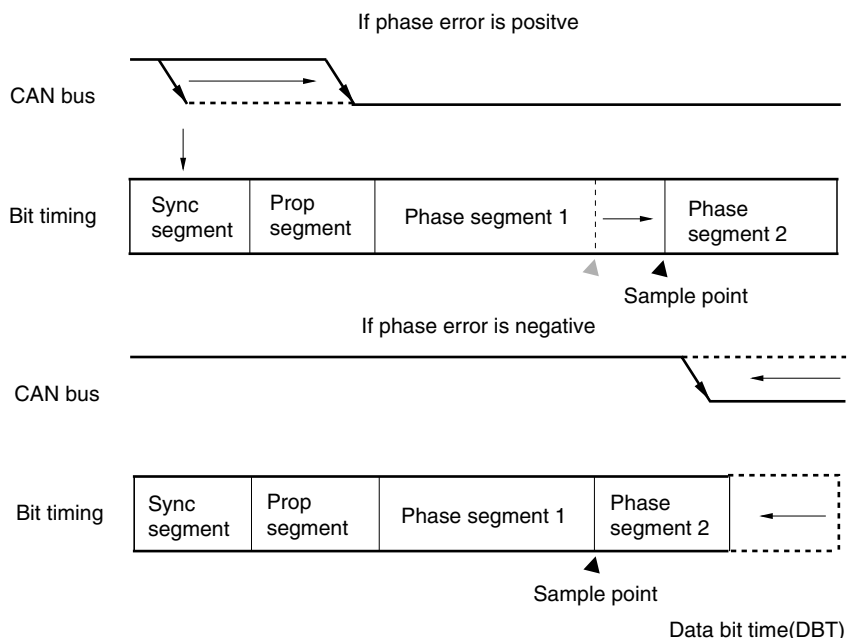 If phase error is positve
CAN bus
Bit timing
Sync
segment
Prop
segment
Phase segment 1
Phase
segment 2
Sample point
If phase error is negative
CAN bus
Bit timing
Sync
segment
Prop
segment
Phase segment 1
Phase
segment 2
Sample point
Data bit time(DBT)